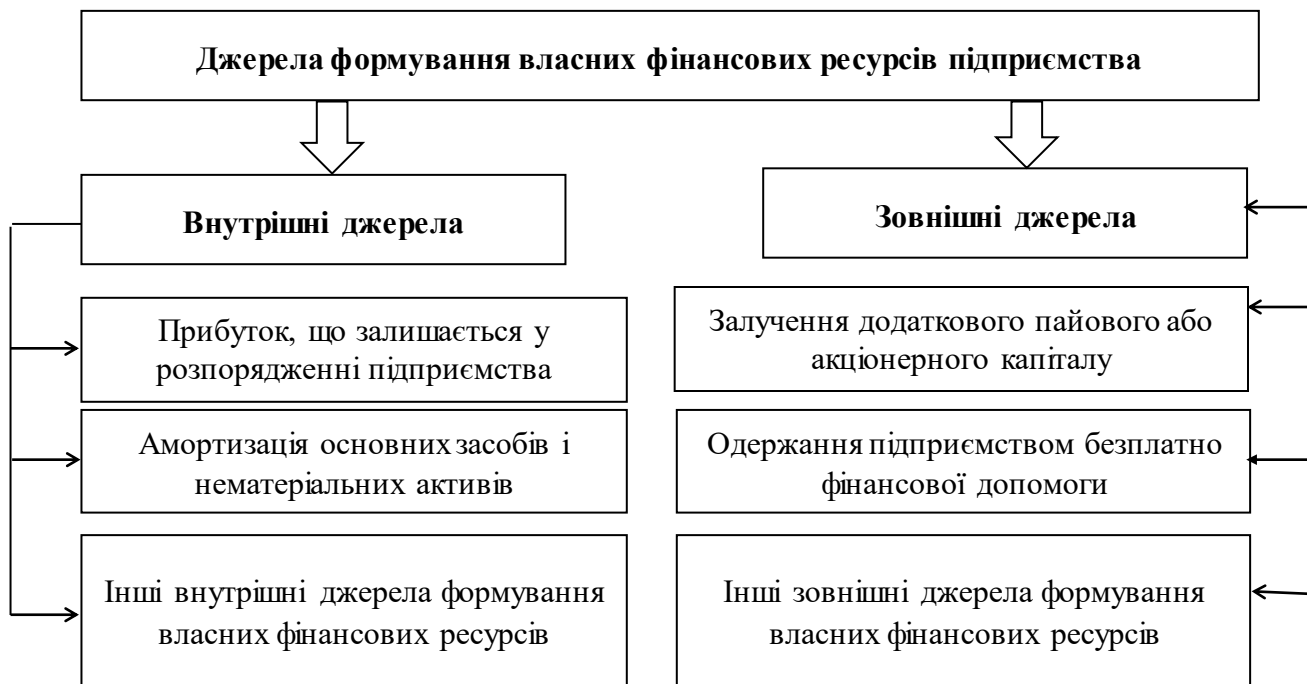 Джерела формування власних фінансових ресурсів підприємства
Внутрішні джерела
Прибуток, що залишається у
розпорядженні підприємства
Амортизація основних засобів і
нематеріальних активів
Інші внутрішні джерела формування
власних фінансових ресурсів
Зовнішні джерела
Залучення додаткового пайового або
акціонерного капіталу
Одержання підприємством безплатно
фінансової допомоги
Інші зовнішні джерела формування
власних фінансових ресурсів